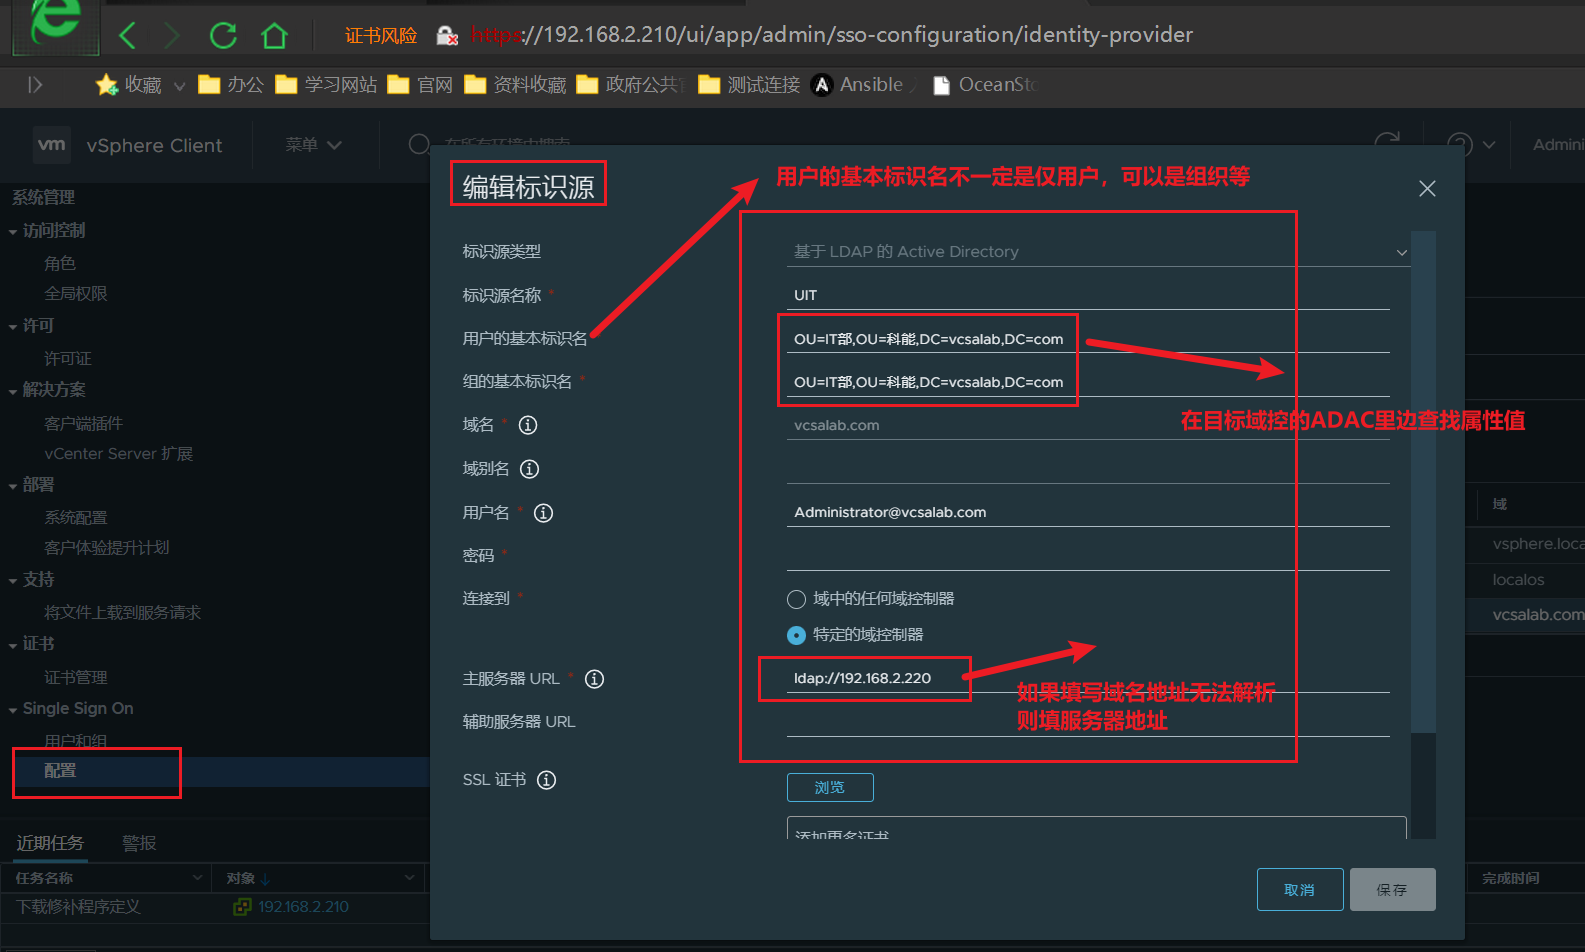 证书风险 https://192.168.2.210/ui/app/admin/sso-configuration/identity-provider
收藏 办公 学习网站 官网 资料收藏 政府公共 测试连接 Ansible OceanSto
vm vSphere Client 菜单 在所有环境中搜索 Admini
系统管理
访问控制
角色
全局权限
许可
许可证
解决方案
客户端插件
vCenter Server 扩展
部署
系统配置
客户体验提升计划
支持
将文件上载到服务请求
证书
证书管理
Single Sign On
用户和组
配置
编辑标识源
用户的基本标识名不一定是仅用户，可以是组织等
标识源类型 基于 LDAP 的 Active Directory
标识源名称 * UIT
用户的基本标识名 OU=IT部,OU=科能,DC=vcsalab,DC=com
组的基本标识名 * OU=IT部,OU=科能,DC=vcsalab,DC=com
在目标域控的ADAC里边查找属性值
域名 * vcsalab.com
域别名
用户名 * Administrator@vcsalab.com
密码 *
连接到 * 域中的任何域控制器
特定的域控制器
主服务器 URL * ldap://192.168.2.220
如果填写域名地址无法解析
则填服务器地址
辅助服务器 URL
SSL 证书 浏览
添加更多证书
取消 保存
域
vsphere.loca
localos
vcsalab.com
近期任务 警报
任务名称 对象 完成时间
下载修补程序定义 192.168.2.210